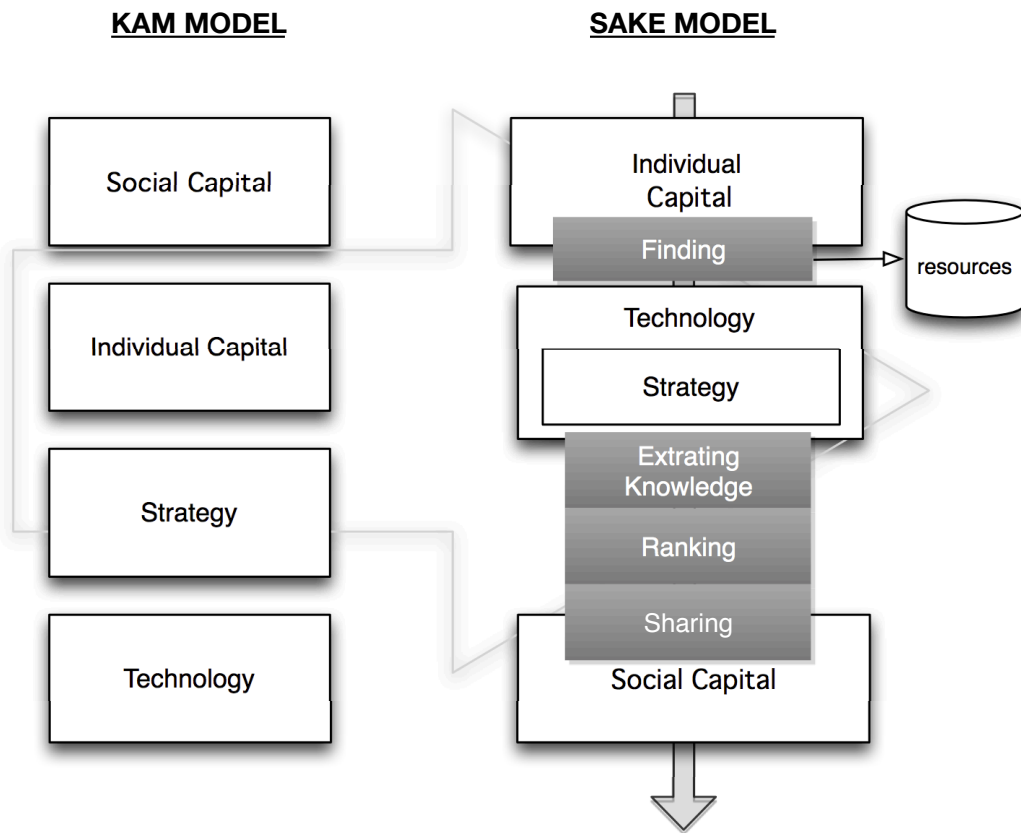 KAM MODEL
SAKE MODEL
Social Capital
Individual Capital
Strategy
Technology
Individual
Capital
Finding
resources
Technology
Strategy
Extrating
Knowledge
Ranking
Sharing
Social Capital